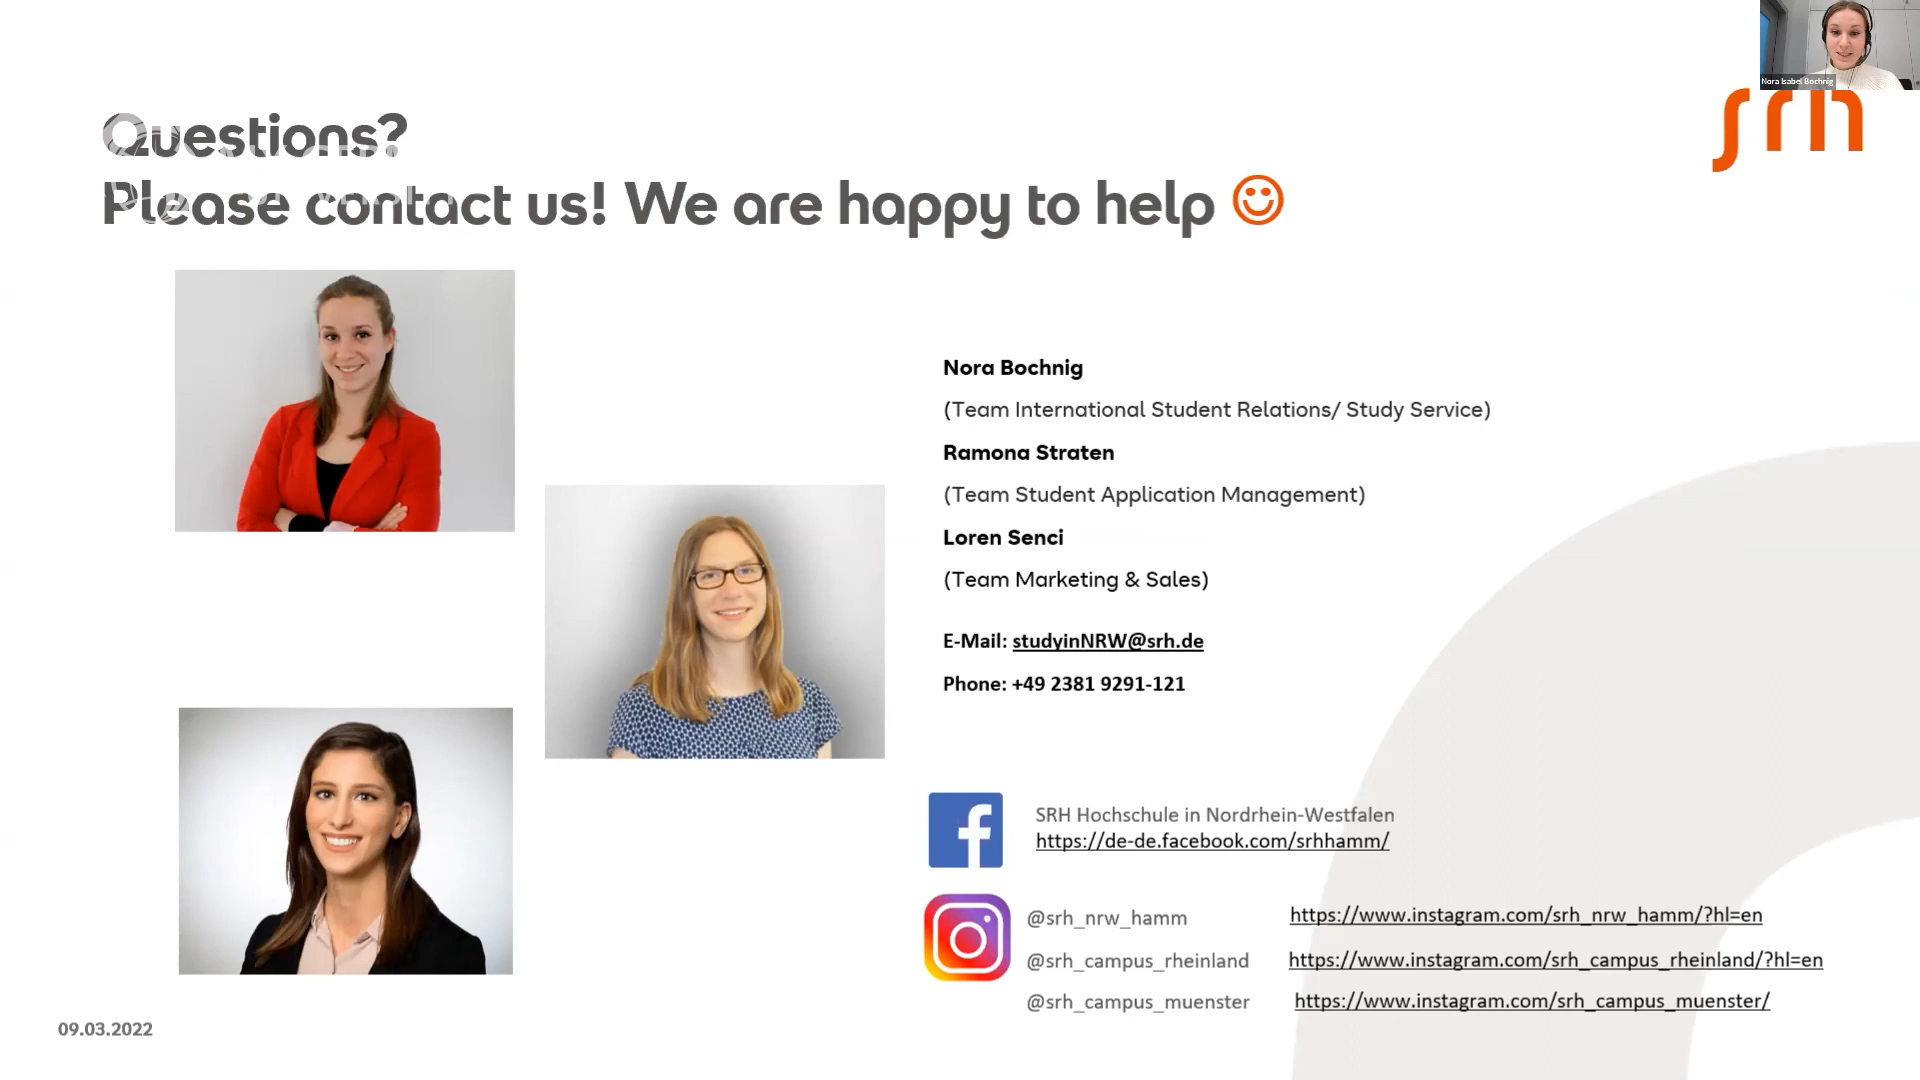 Nora Isabel Bochnig
srh
Questions?
Please contact us! We are happy to help
Nora Bochnig
(Team International Student Relations/ Study Service)
Ramona Straten
(Team Student Application Management)
Loren Senci
(Team Marketing & Sales)
E-Mail: studyinNRW@srh.de
Phone: +49 2381 9291-121
SRH Hochschule in Nordrhein-Westfalen
https://de-de.facebook.com/srhhamm/
@srh_nrw_hamm https://www.instagram.com/srh_nrw_hamm/?hl=en
@srh_campus_rheinland https://www.instagram.com/srh_campus_rheinland/?hl=en
@srh_campus_muenster https://www.instagram.com/srh_campus_muenster/
09.03.2022